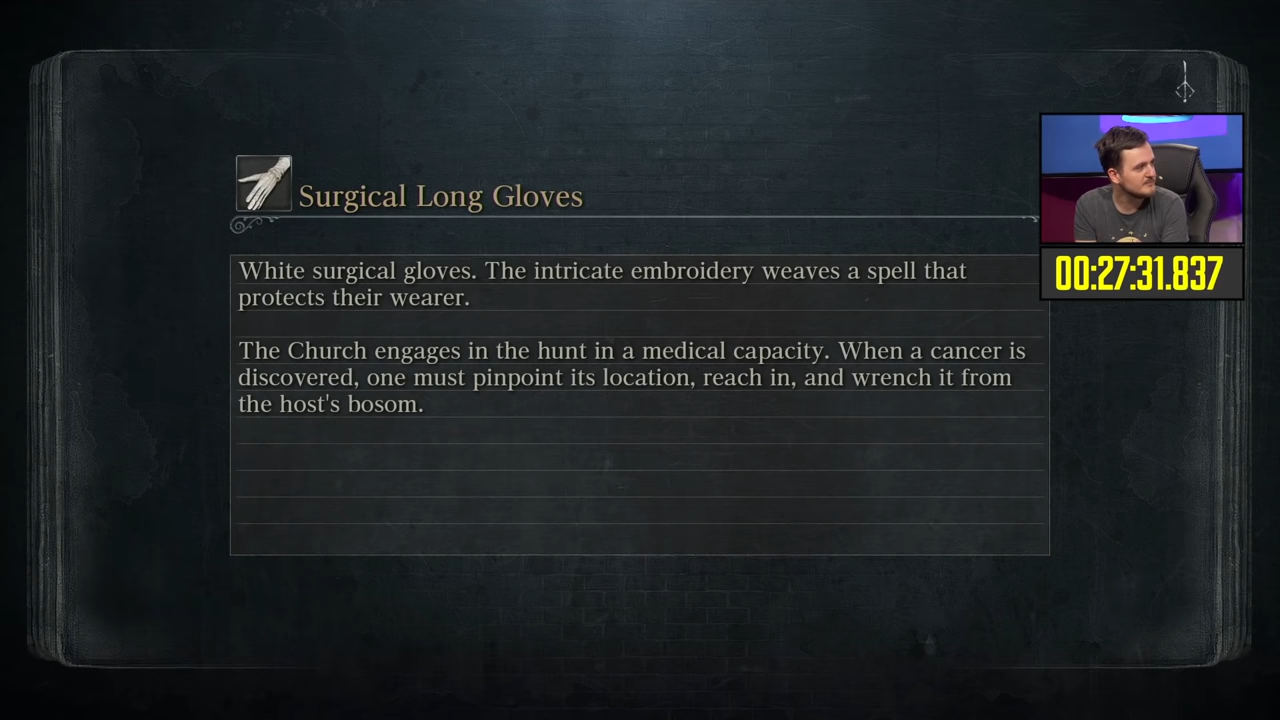 Surgical Long Gloves
White surgical gloves. The intricate embroidery weaves a spell that
protects their wearer.
The Church engages in the hunt in a medical capacity. When a cancer is
discovered, one must pinpoint its location, reach in, and wrench it from
the host's bosom.
00:27:31.837